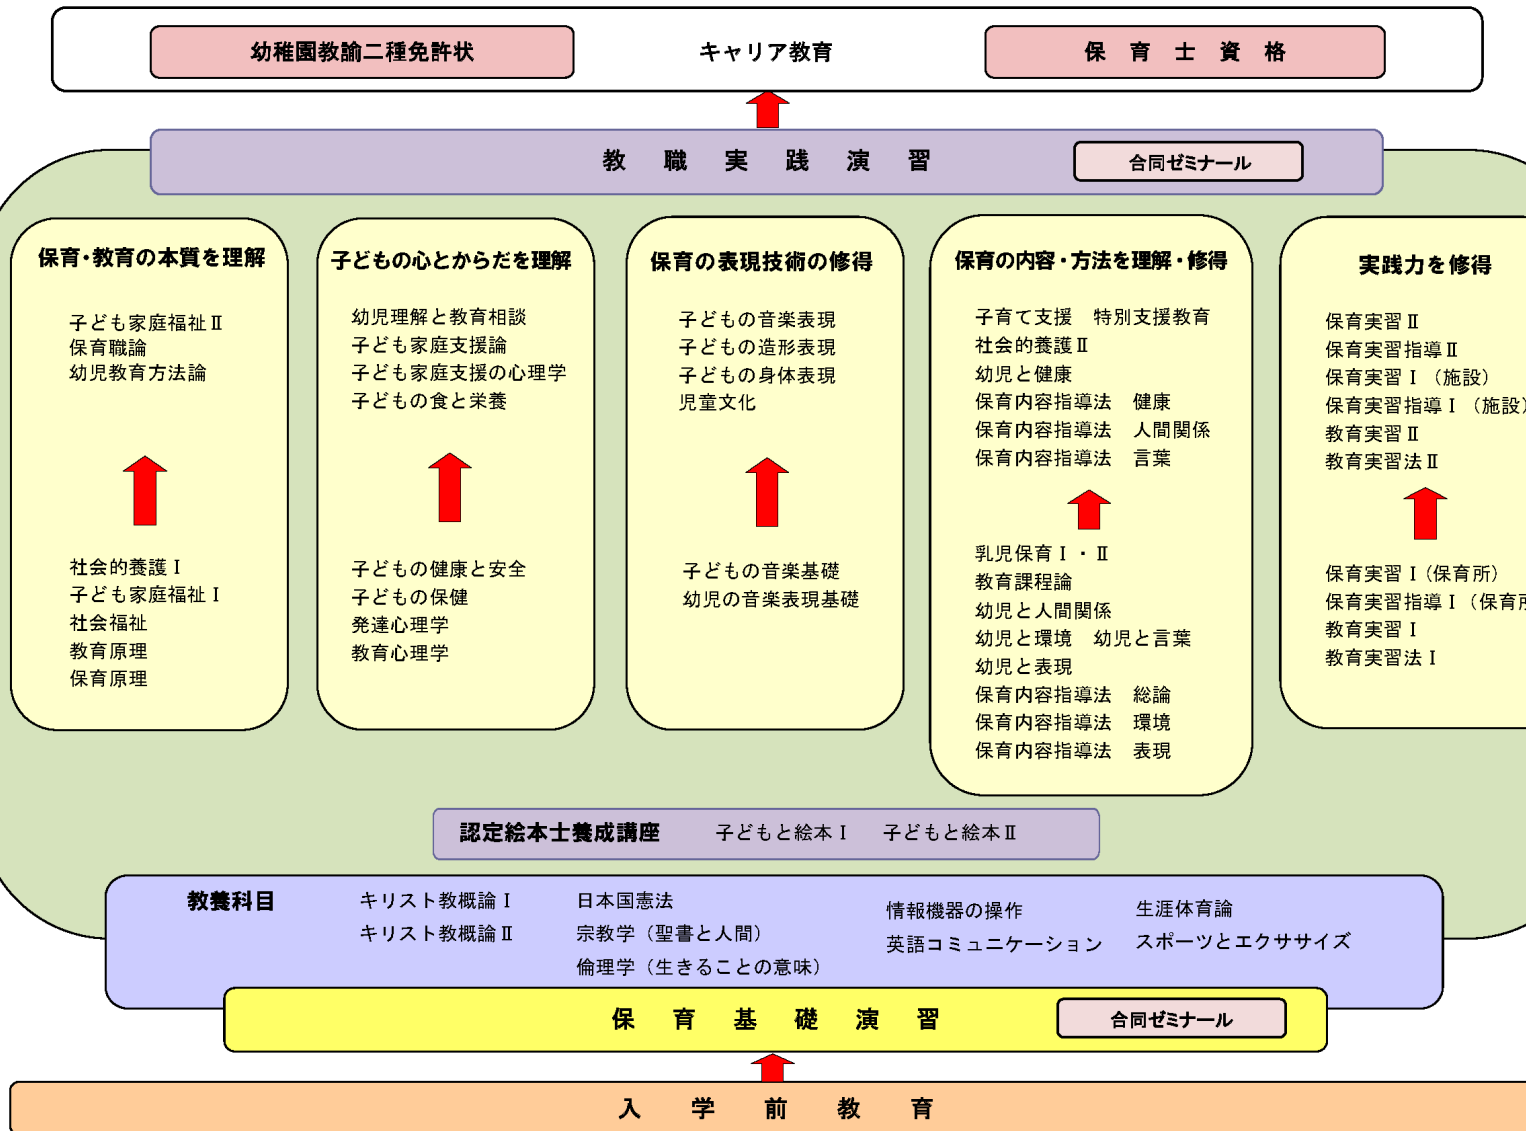 幼稚園教諭二種免許状
キャリア教育
保育士資格
教職実践演習
合同ゼミナール
保育・教育の本質を理解
子ども家庭福祉Ⅱ
保育職論
幼児教育方法論
社会的養護Ⅰ
子ども家庭福祉Ⅰ
社会福祉
教育原理
保育原理
子どもの心とからだを理解
幼児理解と教育相談
子ども家庭支援論
子ども家庭支援の心理学
子どもの食と栄養
子どもの健康と安全
子どもの保健
発達心理学
教育心理学
保育の表現技術の修得
子どもの音楽表現
子どもの造形表現
子どもの身体表現
児童文化
子どもの音楽基礎
幼児の音楽表現基礎
保育の内容・方法を理解・修得
子育て支援　特別支援教育
社会的養護Ⅱ
幼児と健康
保育内容指導法　健康
保育内容指導法　人間関係
保育内容指導法　言葉
乳児保育Ⅰ・Ⅱ
教育課程論
幼児と人間関係
幼児と環境　幼児と言葉
幼児と表現
保育内容指導法　総論
保育内容指導法　環境
保育内容指導法　表現
実践力を修得
保育実習Ⅱ
保育実習指導Ⅱ
保育実習Ⅰ（施設）
保育実習指導Ⅰ（施設）
教育実習Ⅱ
教育実習法Ⅱ
保育実習Ⅰ(保育所）
保育実習指導Ⅰ（保育所
教育実習Ⅰ
教育実習法Ⅰ
認定絵本士養成講座　子どもと絵本Ⅰ　子どもと絵本Ⅱ
教養科目
キリスト教概論Ⅰ
キリスト教概論Ⅱ
日本国憲法
宗教学（聖書と人間）
倫理学（生きることの意味）
情報機器の操作
英語コミュニケーション
生涯体育論
スポーツとエクササイズ
保育基礎演習
合同ゼミナール
入学前教育